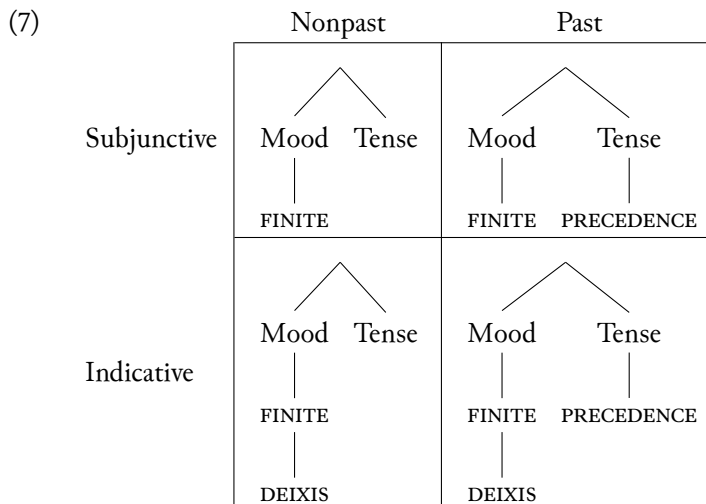 (7) Nonpast Past
Subjunctive Mood Tense Mood Tense
FINITE FINITE PRECEDENCE
Mood Tense Mood Tense
Indicative
FINITE FINITE PRECEDENCE
DEIXIS DEIXIS